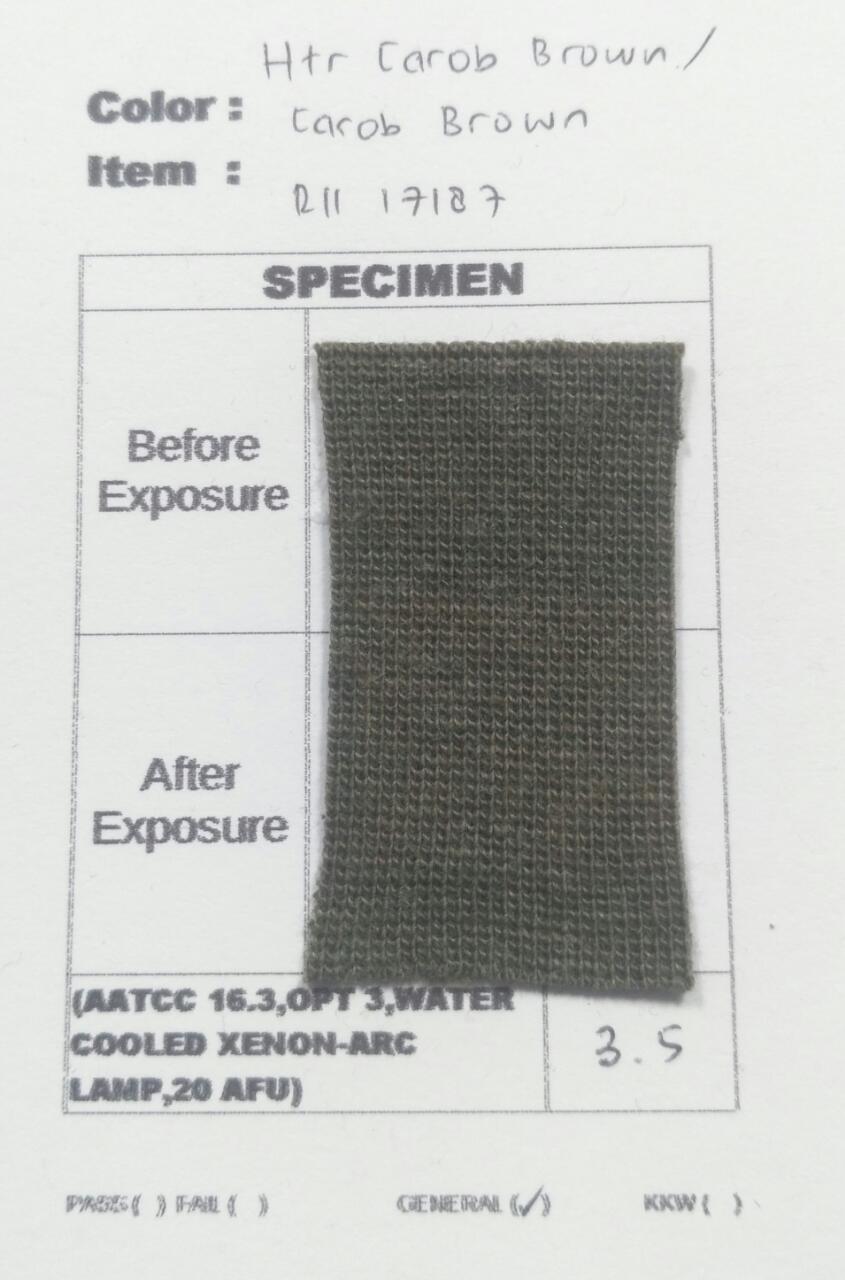 Htr Carob Brown /
Color : Carob Brown
Item : R11 17187
SPECIMEN
Before
Exposure
After
Exposure
(AATCC 16.3,OPT 3,WATER
COOLED XENON-ARC
LAMP,20 AFU)
3.5
PASS( ) FAIL( ) GENERAL(✓) KKW( )